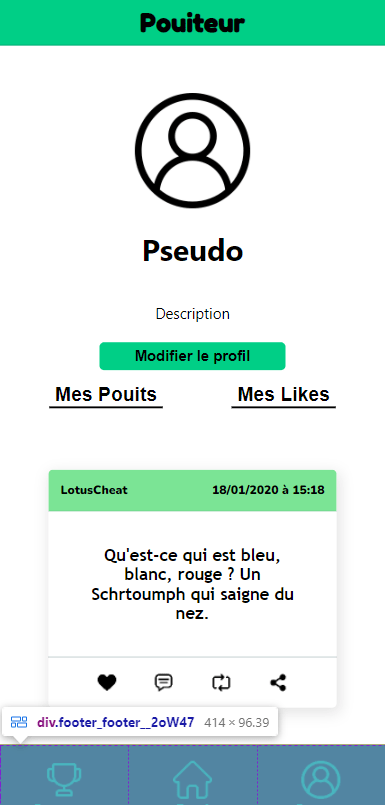 Pouiteur
Pseudo
Description
Modifier le profil
Mes Pouits Mes Likes
LotusCheat 18/01/2020 à 15:18
Qu'est-ce qui est bleu,
blanc, rouge ? Un
Schrtoumph qui saigne du
nez.
div.footer_footer__2oW47 414 × 96.39